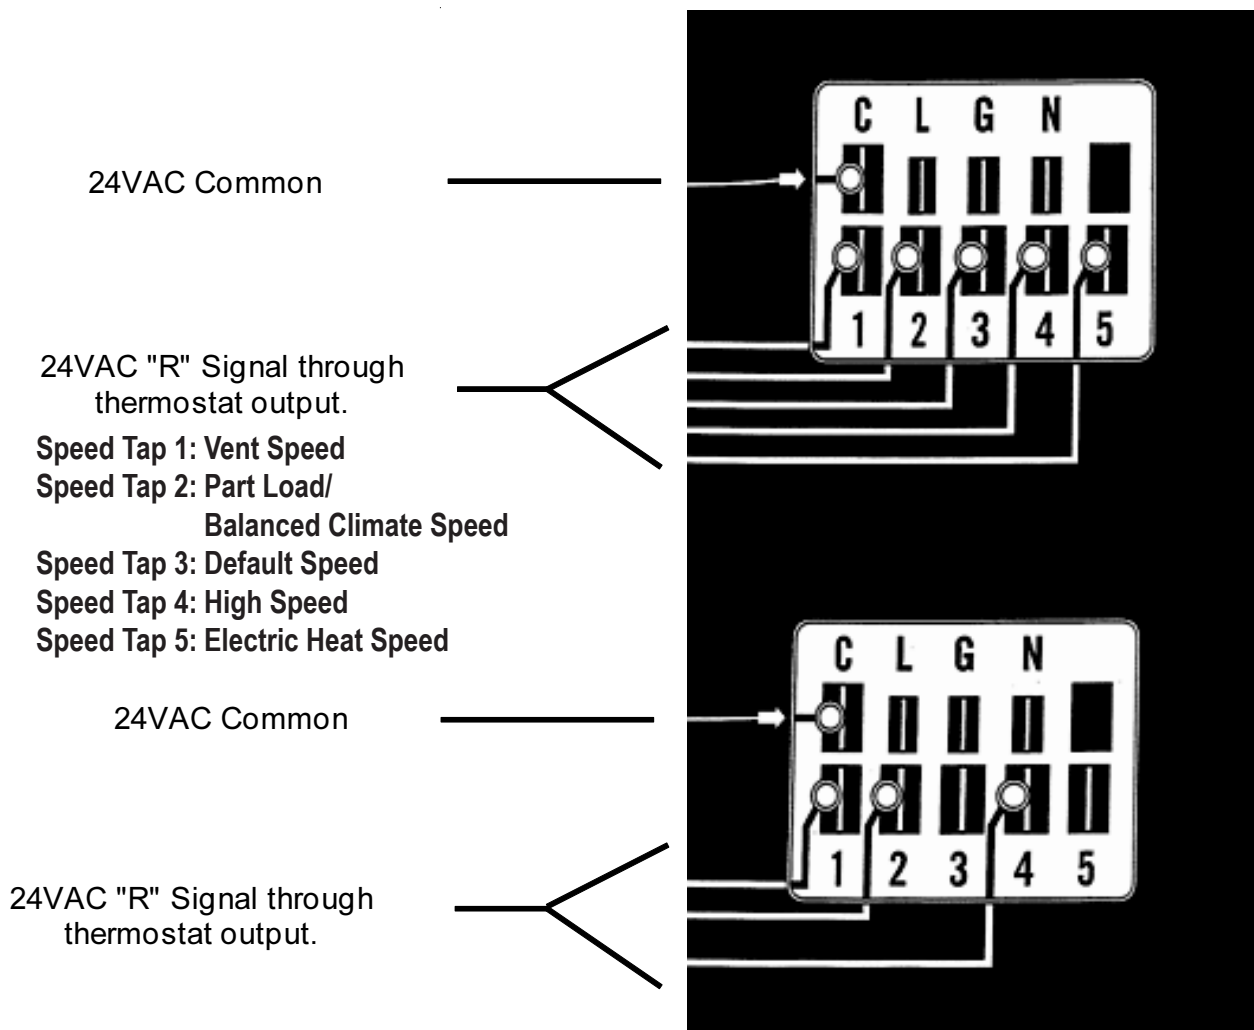 C L G N
24VAC Common
1 2 3 4 5
24VAC "R" Signal through
thermostat output.
Speed Tap 1: Vent Speed
Speed Tap 2: Part Load/
Balanced Climate Speed
Speed Tap 3: Default Speed
Speed Tap 4: High Speed
Speed Tap 5: Electric Heat Speed
C L G N
24VAC Common
1 2 3 4 5
24VAC "R" Signal through
thermostat output.